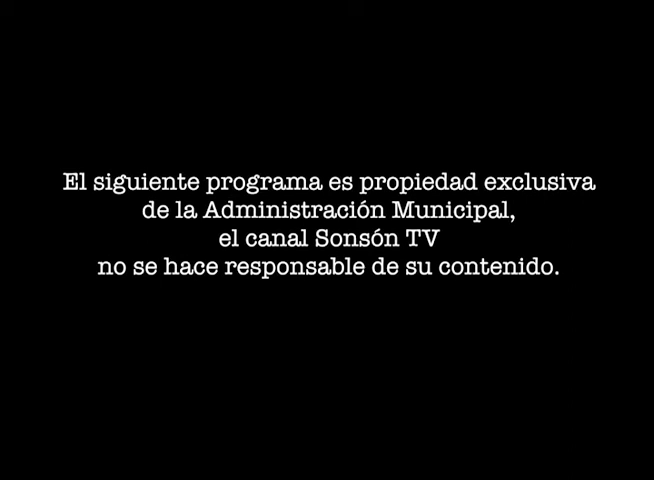 El siguiente programa es propiedad exclusiva
de la Administración Municipal,
el canal Sonsón TV
no se hace responsable de su contenido.